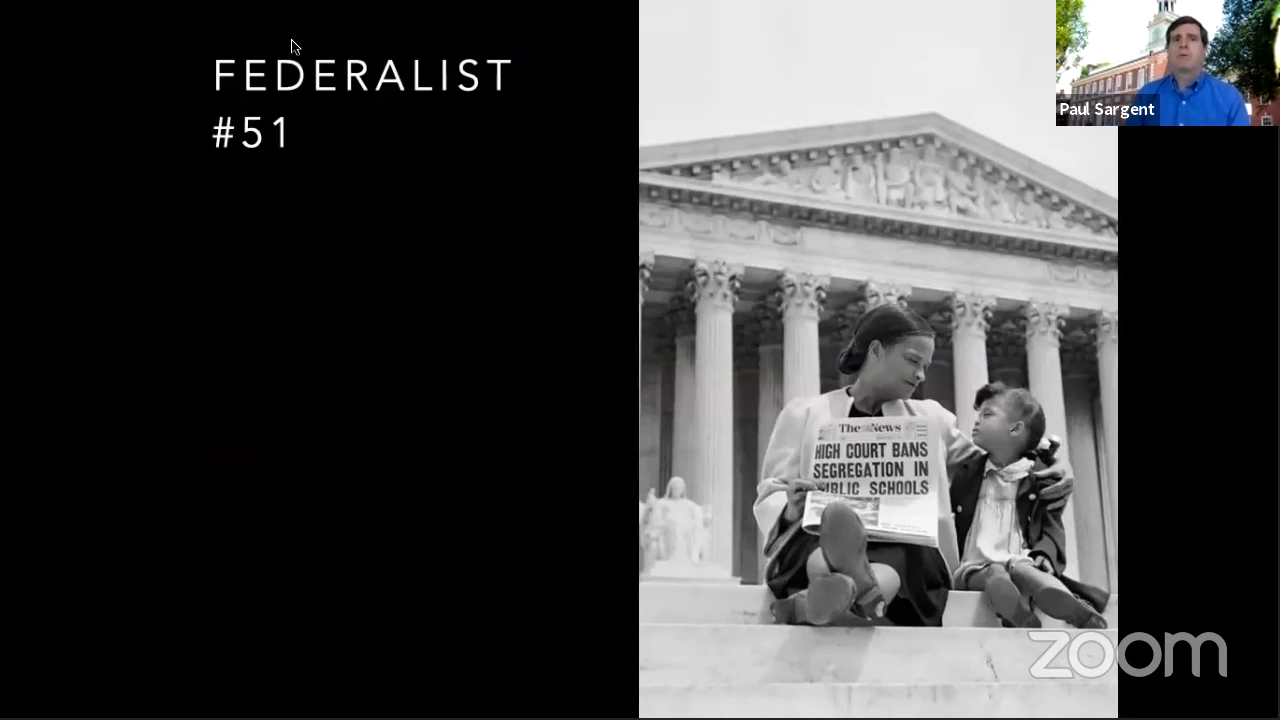 FEDERALIST
#51
Paul Sargent
The News
HIGH COURT BANS
SEGREGATION IN
PUBLIC SCHOOLS
zoom